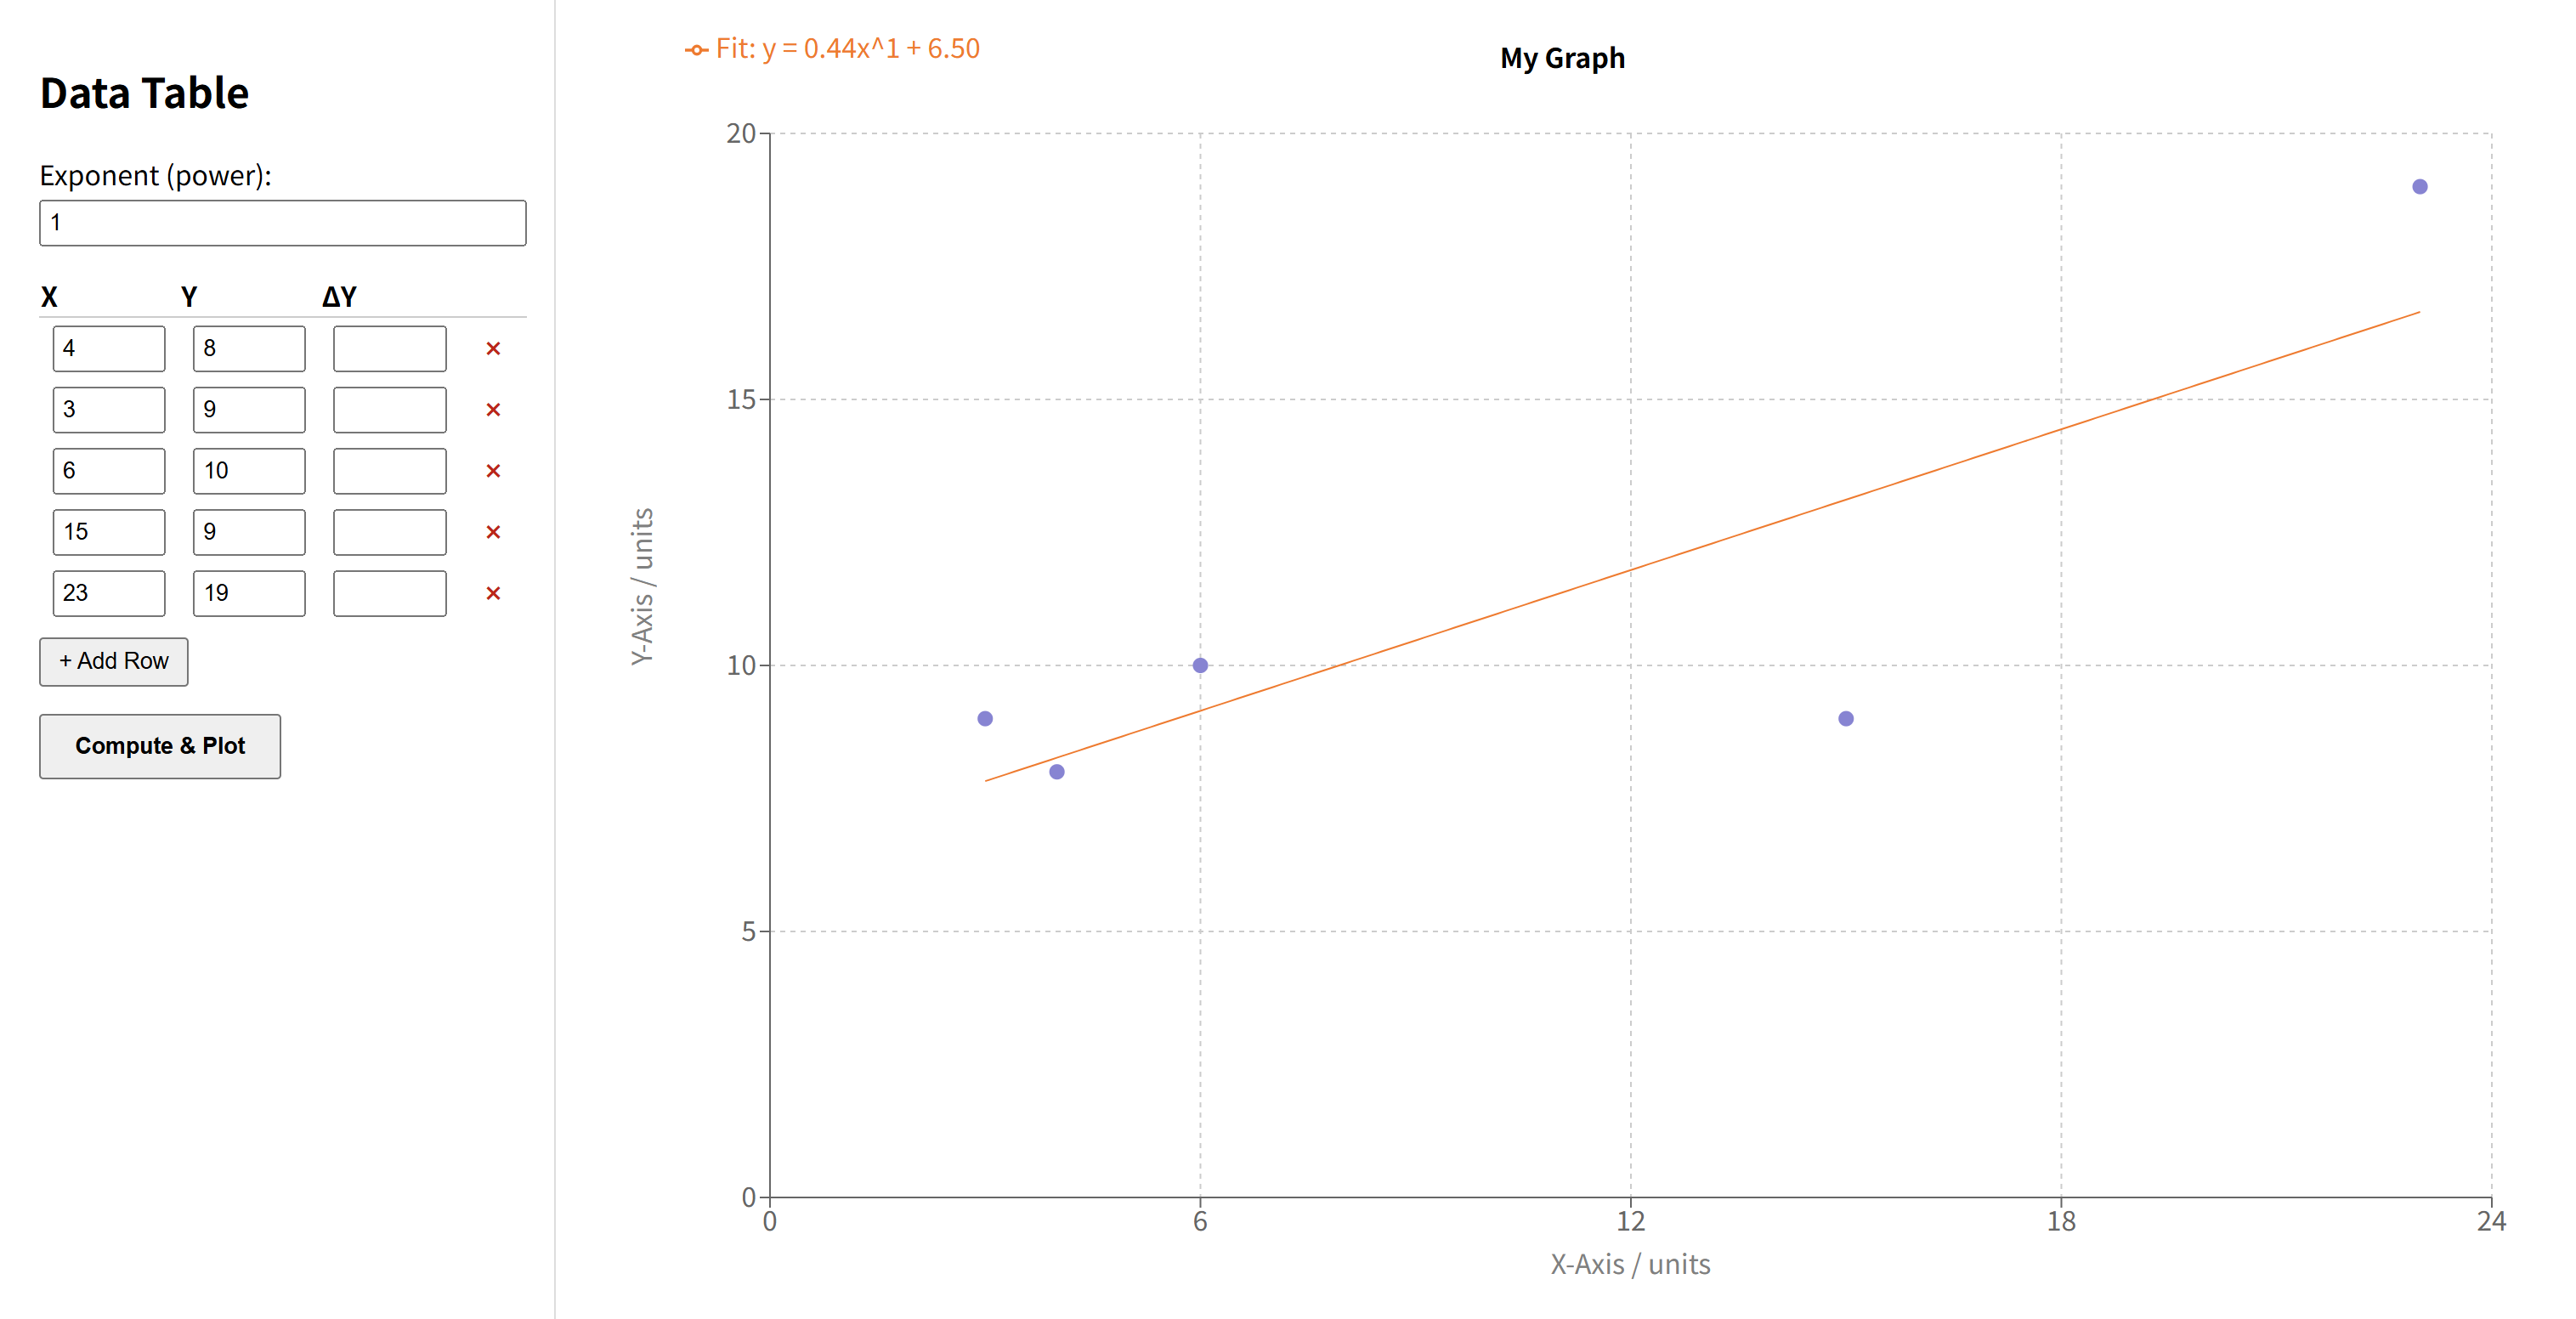 Data Table
Exponent (power):
1
X Y ΔY
4 8 ×
3 9 ×
6 10 ×
15 9 ×
23 19 ×
+ Add Row
Compute & Plot
Fit: y = 0.44x^1 + 6.50
My Graph
20
15
10
5
0
Y-Axis / units
0 6 12 18 24
X-Axis / units